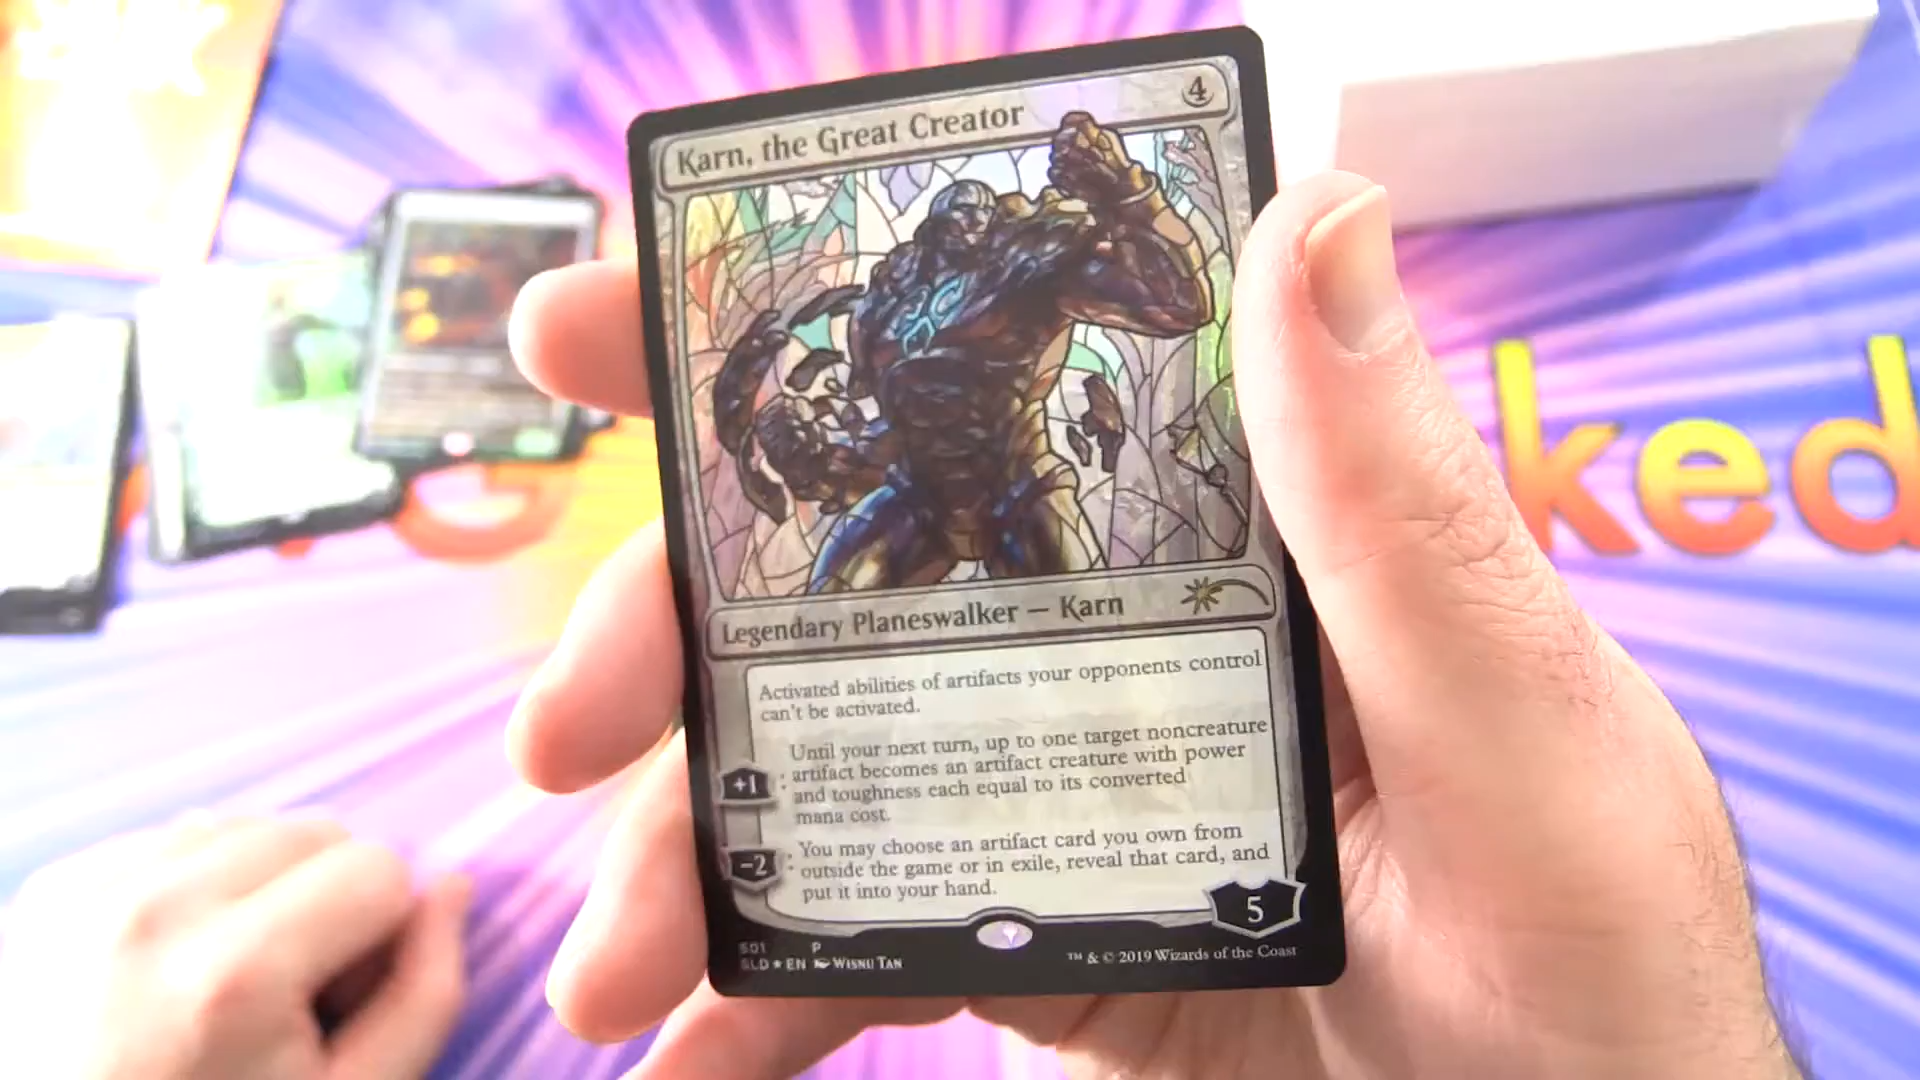 Karn, the Great Creator
4
Legendary Planeswalker — Karn
Activated abilities of artifacts your opponents control
can't be activated.
+1
: Until your next turn, up to one target noncreature
artifact becomes an artifact creature with power
and toughness each equal to its converted
mana cost.
−2
: You may choose an artifact card you own from
outside the game or in exile, reveal that card, and
put it into your hand.
5
501 P
SLD ★ EN Wisnu Tan
™ & © 2019 Wizards of the Coast
ked